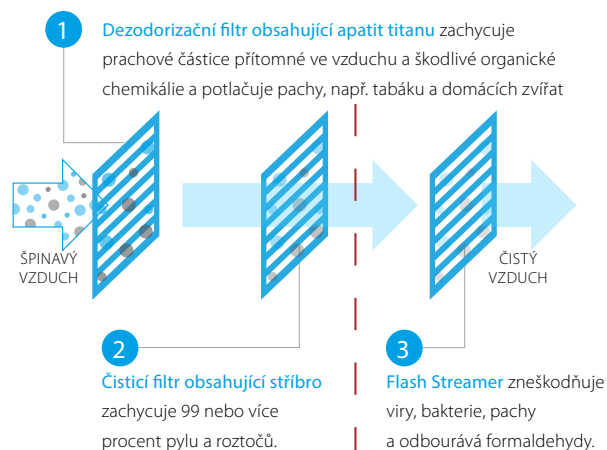 1
Dezodorizační filtr obsahující apatit titanu zachycuje
prachové částice přítomné ve vzduchu a škodlivé organické
chemikálie a potlačuje pachy, např. tabáku a domácích zvířat
ŠPINAVÝ
VZDUCH
ČISTÝ
VZDUCH
2
Čisticí filtr obsahující stříbro
zachycuje 99 nebo více
procent pylu a roztočů.
3
Flash Streamer zneškodňuje
viry, bakterie, pachy
a odbourává formaldehydy.